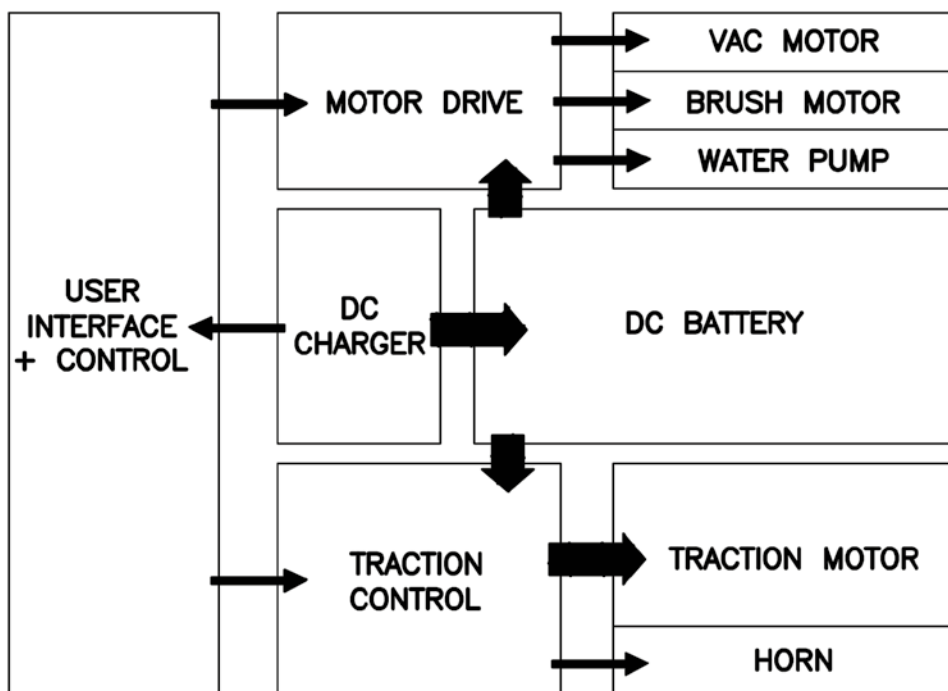 VAC MOTOR
MOTOR DRIVE
BRUSH MOTOR
WATER PUMP
USER
INTERFACE
+ CONTROL
DC
CHARGER
DC BATTERY
TRACTION
CONTROL
TRACTION MOTOR
HORN